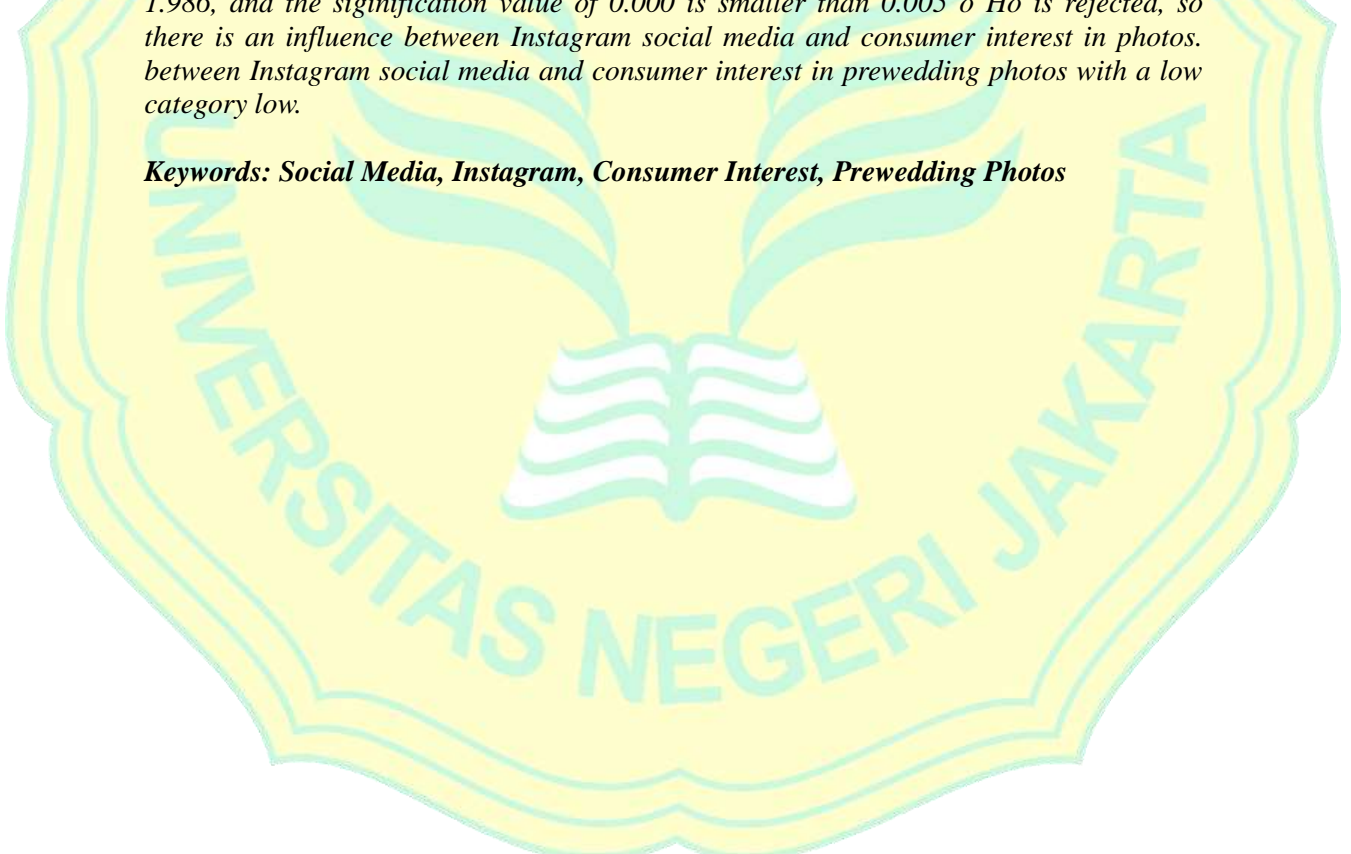 1.986, and the siginification value of 0.000 is smaller than 0.005 o Ho is rejected, so
there is an influence between Instagram social media and consumer interest in photos.
between Instagram social media and consumer interest in prewedding photos with a low
category low.
Keywords: Social Media, Instagram, Consumer Interest, Prewedding Photos
UNIVERSITAS NEGERI JAKARTA